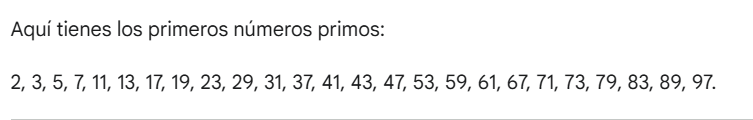 Aquí tienes los primeros números primos:
2, 3, 5, 7, 11, 13, 17, 19, 23, 29, 31, 37, 41, 43, 47, 53, 59, 61, 67, 71, 73, 79, 83, 89, 97.